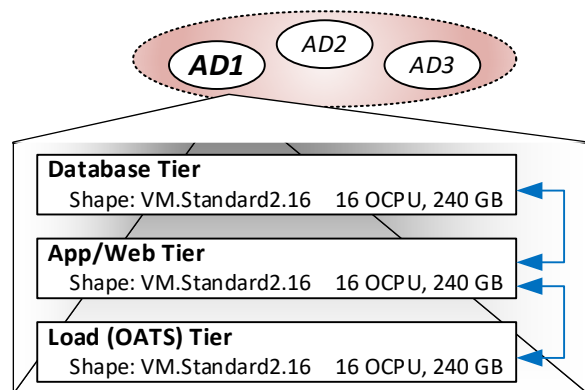 AD1
AD2
AD3
Database Tier
Shape: VM.Standard2.16 16 OCPU, 240 GB
App/Web Tier
Shape: VM.Standard2.16 16 OCPU, 240 GB
Load (OATS) Tier
Shape: VM.Standard2.16 16 OCPU, 240 GB